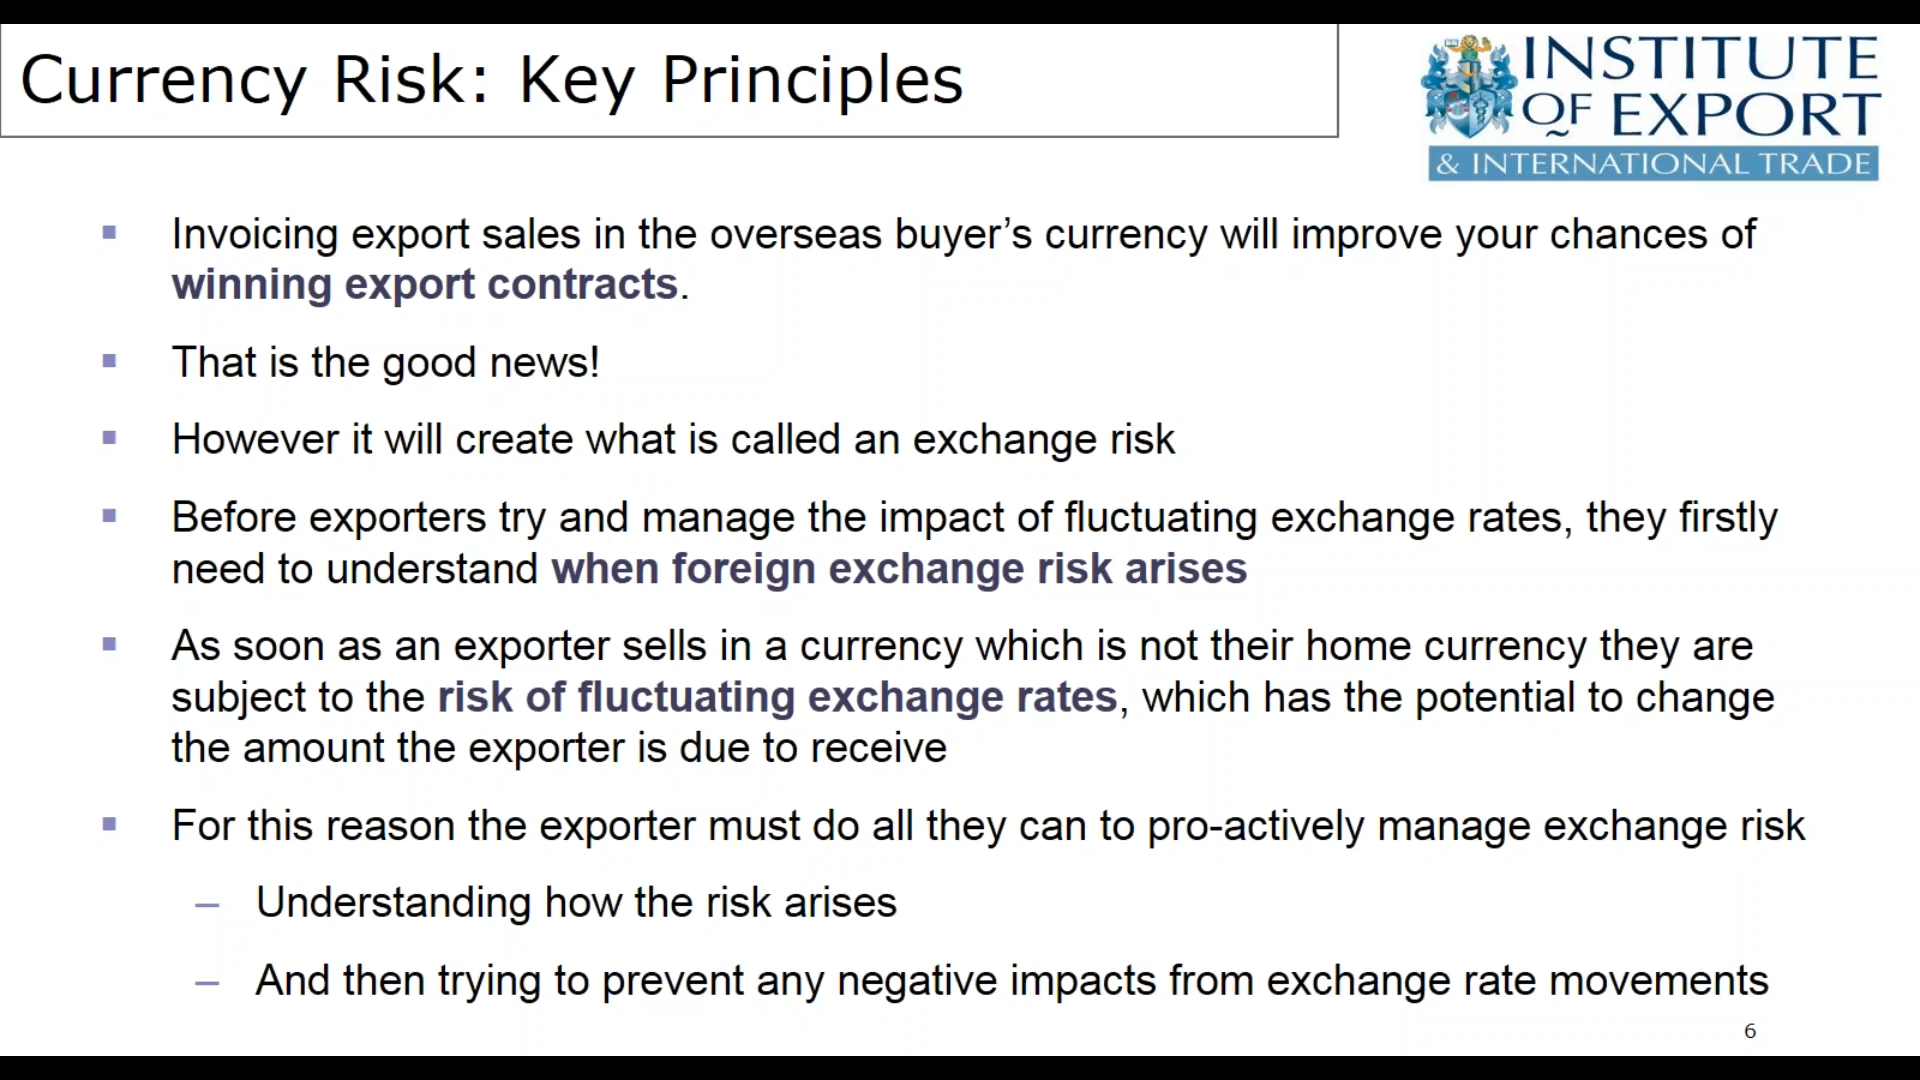 Currency Risk: Key Principles
INSTITUTE
OF EXPORT
& INTERNATIONAL TRADE
▪ Invoicing export sales in the overseas buyer’s currency will improve your chances of
winning export contracts.
▪ That is the good news!
▪ However it will create what is called an exchange risk
▪ Before exporters try and manage the impact of fluctuating exchange rates, they firstly
need to understand when foreign exchange risk arises
▪ As soon as an exporter sells in a currency which is not their home currency they are
subject to the risk of fluctuating exchange rates, which has the potential to change
the amount the exporter is due to receive
▪ For this reason the exporter must do all they can to pro-actively manage exchange risk
– Understanding how the risk arises
– And then trying to prevent any negative impacts from exchange rate movements
6